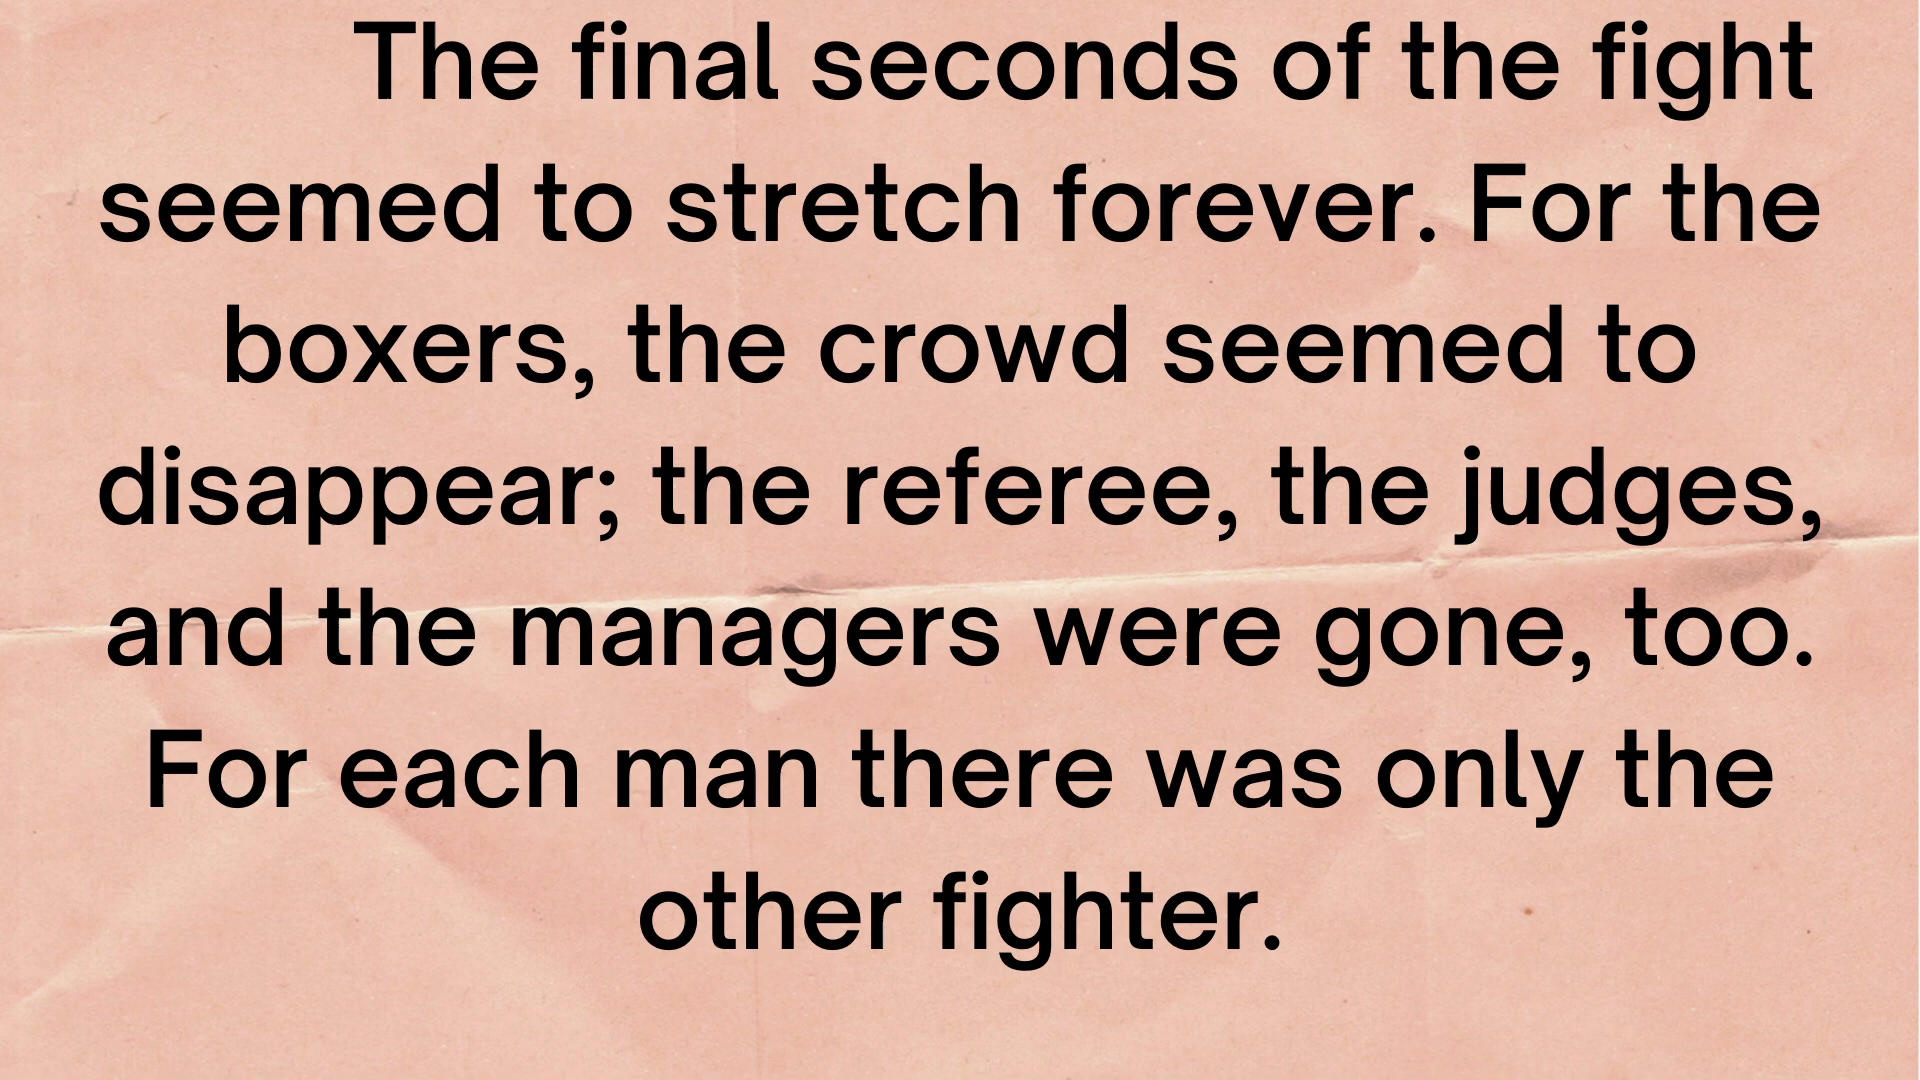 The final seconds of the fight
seemed to stretch forever. For the
boxers, the crowd seemed to
disappear; the referee, the judges,
and the managers were gone, too.
For each man there was only the
other fighter.